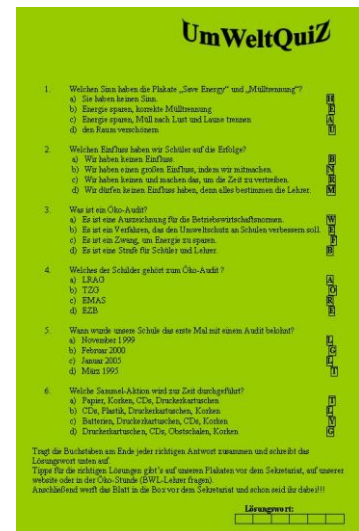 UmWeltQuiZ
1. Welchen Sinn haben die Plakate „Save Energy“ und „Mülltrennung“?
a) Sie haben keinen Sinn. H
b) Energie sparen, korrekte Mülltrennung E
c) Energie sparen, Müll nach Lust und Laune trennen A
d) den Raum verschönern U
2. Welchen Einfluss haben wir Schüler auf die Erfolge?
a) Wir haben keinen Einfluss. B
b) Wir haben einen großen Einfluss, indem wir mitmachen. N
c) Wir haben keinen und machen das, um die Zeit zu vertreiben. R
d) Wir dürfen keinen Einfluss haben, denn alles bestimmen die Lehrer. M
3. Was ist ein Öko-Audit?
a) Es ist eine Auszeichnung für die Betriebswirtschaftsnormen. W
b) Es ist ein Verfahren, das den Umweltschutz an Schulen verbessern soll. E
c) Es ist ein Zwang, um Energie zu sparen. F
d) Es ist eine Strafe für Schüler und Lehrer. B
4. Welches der Schilder gehört zum Öko-Audit ?
a) LRAG A
b) TZG O
c) EMAS R
d) EZB E
5. Wann wurde unsere Schule das erste Mal mit einem Audit belohnt?
a) November 1999 L
b) Februar 2000 G
c) Januar 2005 L
d) März 1995 T
6. Welche Sammel-Aktion wird zur Zeit durchgeführt?
a) Papier, Korken, CDs, Druckerkartuschen I
b) CDs, Plastik, Druckerkartuschen, Korken L
c) Batterien, Druckerkartuschen, CDs, Korken Y
d) Druckerkartuschen, CDs, Obstschalen, Korken G
Tragt die Buchstaben am Ende jeder richtigen Antwort zusammen und schreibt das
Lösungswort unten auf.
Tipps für die richtigen Lösungen gibt's auf unseren Plakaten vor dem Sekretariat, auf unserer
website oder in der Öko-Stunde (BWL-Lehrer fragen).
Anschließend werft das Blatt in die Box vor dem Sekretariat und schon seid ihr dabei!!!
Lösungswort: